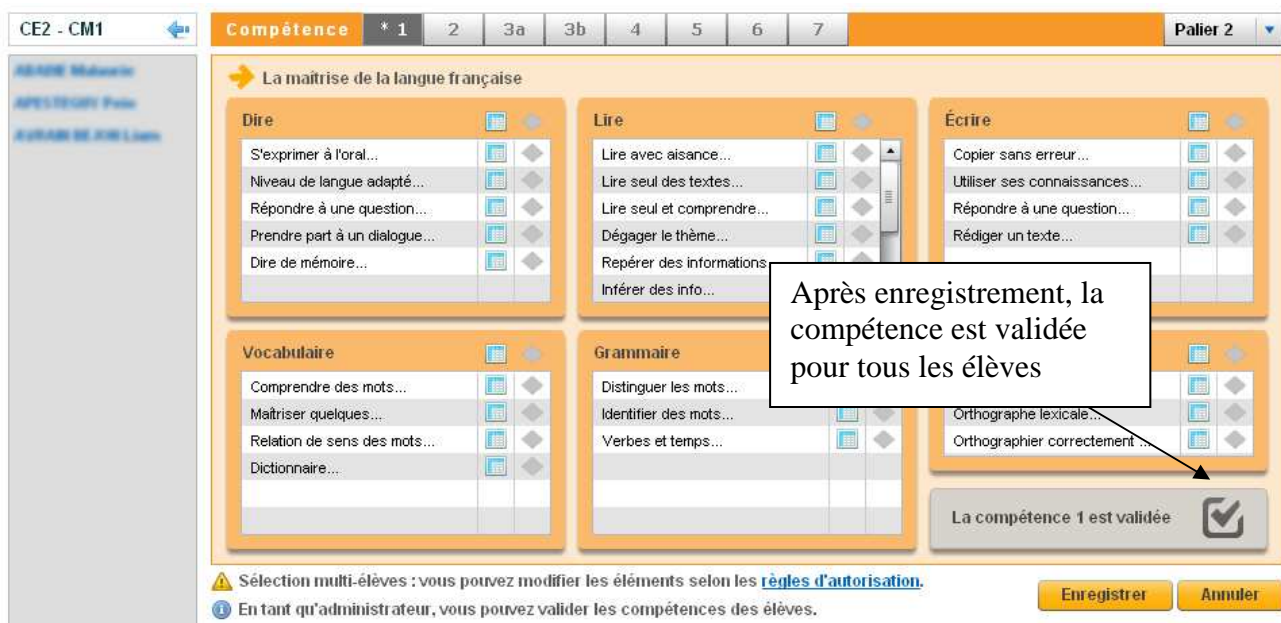 CE2 - CM1
Compétence * 1 2 3a 3b 4 5 6 7
Palier 2
La maîtrise de la langue française
Dire
S'exprimer à l'oral...
Niveau de langue adapté...
Répondre à une question...
Prendre part à un dialogue...
Dire de mémoire...
Lire
Lire avec aisance...
Lire seul des textes...
Lire seul et comprendre...
Dégager le thème...
Repérer des informations
Inférer des info...
Écrire
Copier sans erreur...
Utiliser ses connaissances...
Répondre à une question...
Rédiger un texte...
Après enregistrement, la
compétence est validée
pour tous les élèves
Vocabulaire
Comprendre des mots...
Maîtriser quelques...
Relation de sens des mots...
Dictionnaire...
Grammaire
Distinguer les mots...
Identifier des mots...
Verbes et temps...
Orthographe lexicale...
Orthographier correctement ...
La compétence 1 est validée
Sélection multi-élèves : vous pouvez modifier les éléments selon les règles d'autorisation.
En tant qu'administrateur, vous pouvez valider les compétences des élèves.
Enregistrer
Annuler